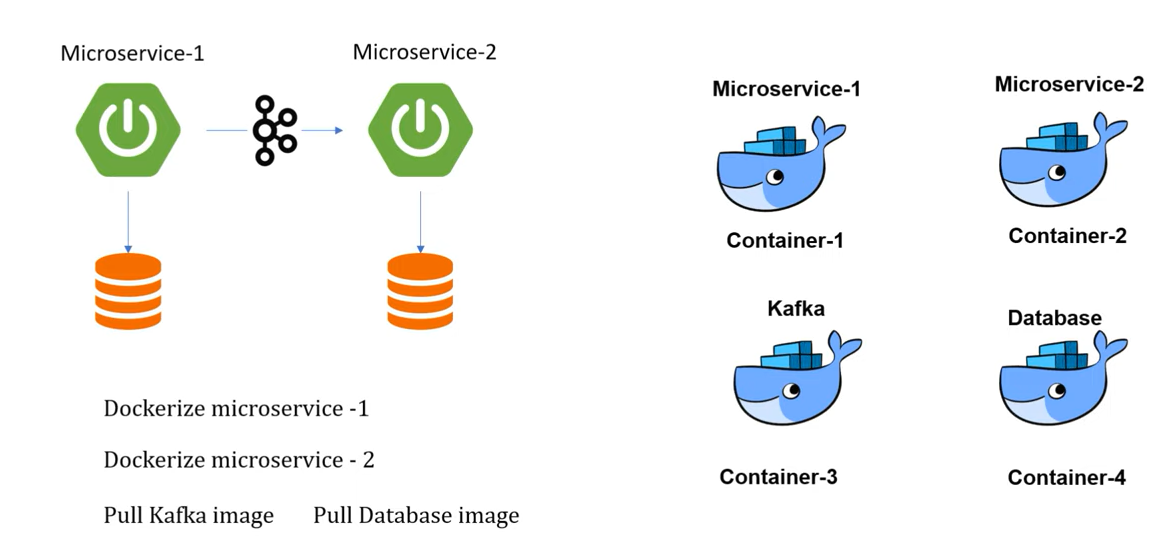 Microservice-1
Microservice-2
Dockerize microservice -1
Dockerize microservice - 2
Pull Kafka image Pull Database image
Microservice-1
Microservice-2
Container-1
Container-2
Kafka
Database
Container-3
Container-4